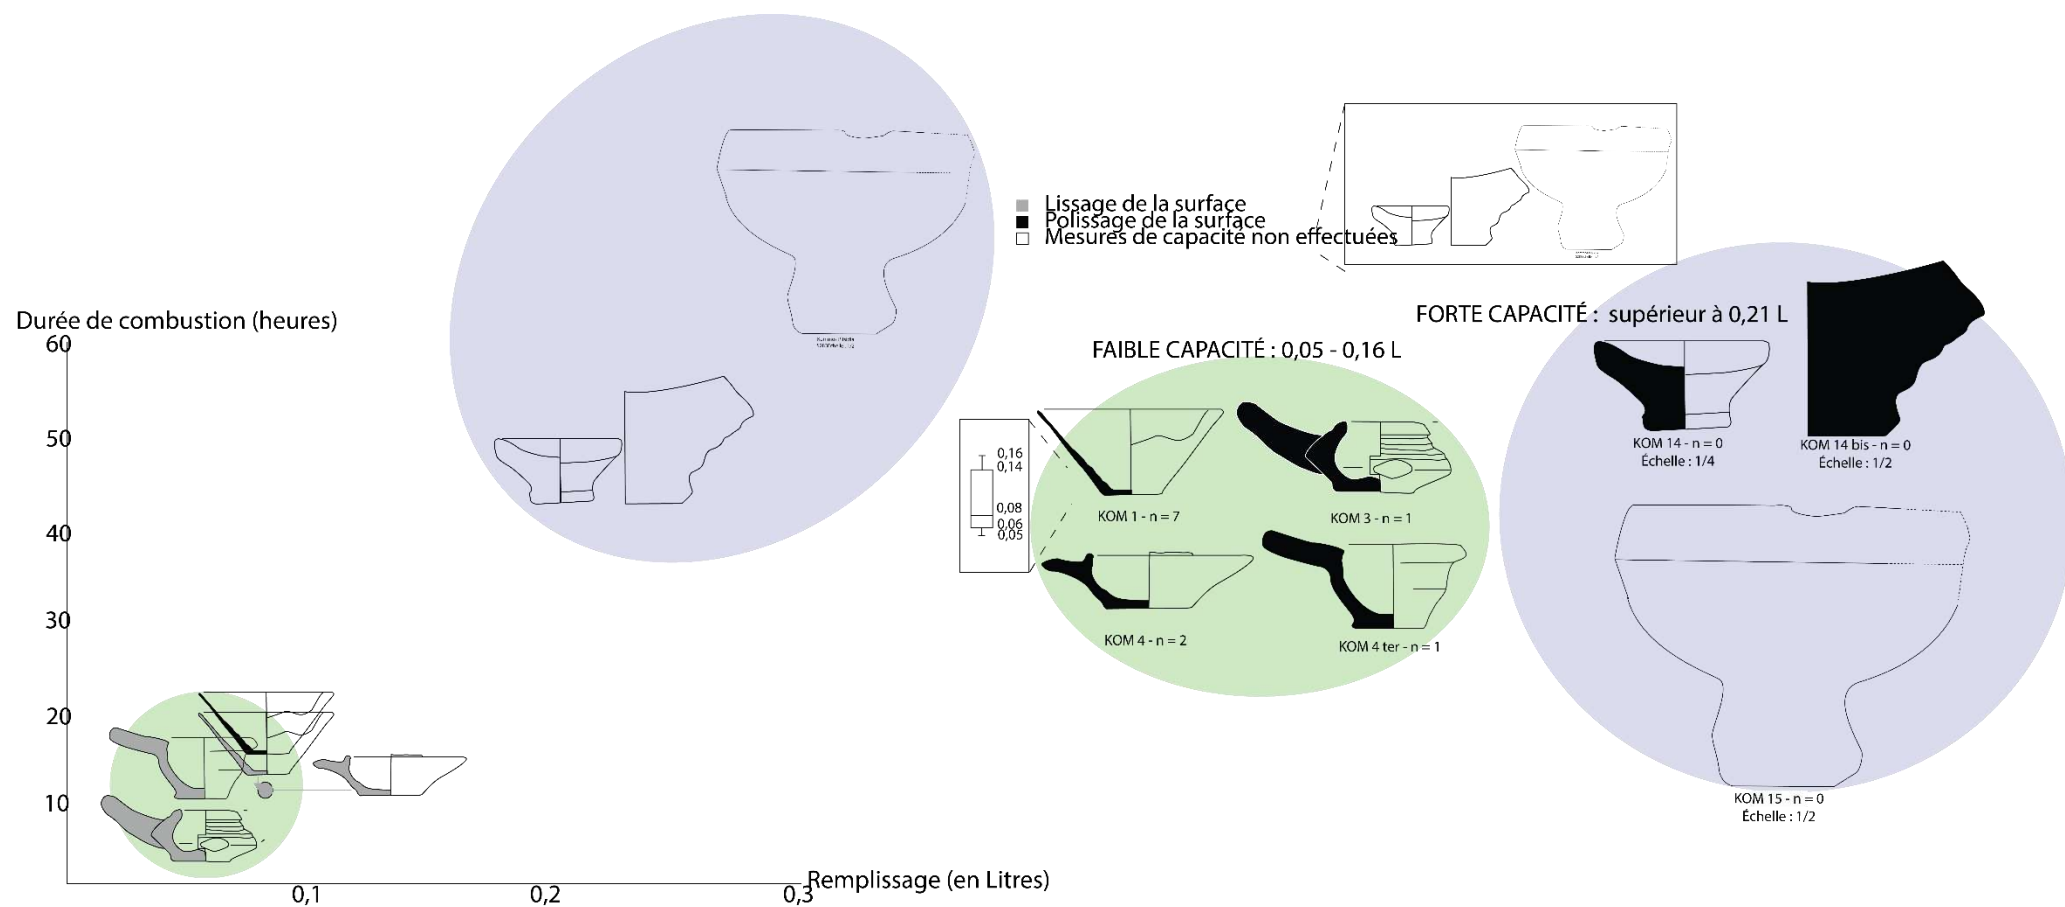 Lissage de la surface
Polissage de la surface
Mesures de capacité non effectuées
Durée de combustion (heures)
60
50
40
30
20
10
0,1
0,2
0,3
Remplissage (en Litres)
FAIBLE CAPACITÉ : 0,05 - 0,16 L
0,16
0,14
0,08
0,06
0,05
KOM 1 - n = 7
KOM 3 - n = 1
KOM 4 - n = 2
KOM 4 ter - n = 1
FORTE CAPACITÉ : supérieur à 0,21 L
KOM 14 - n = 0
Échelle : 1/4
KOM 14 bis - n = 0
Échelle : 1/2
KOM 15 - n = 0
Échelle : 1/2